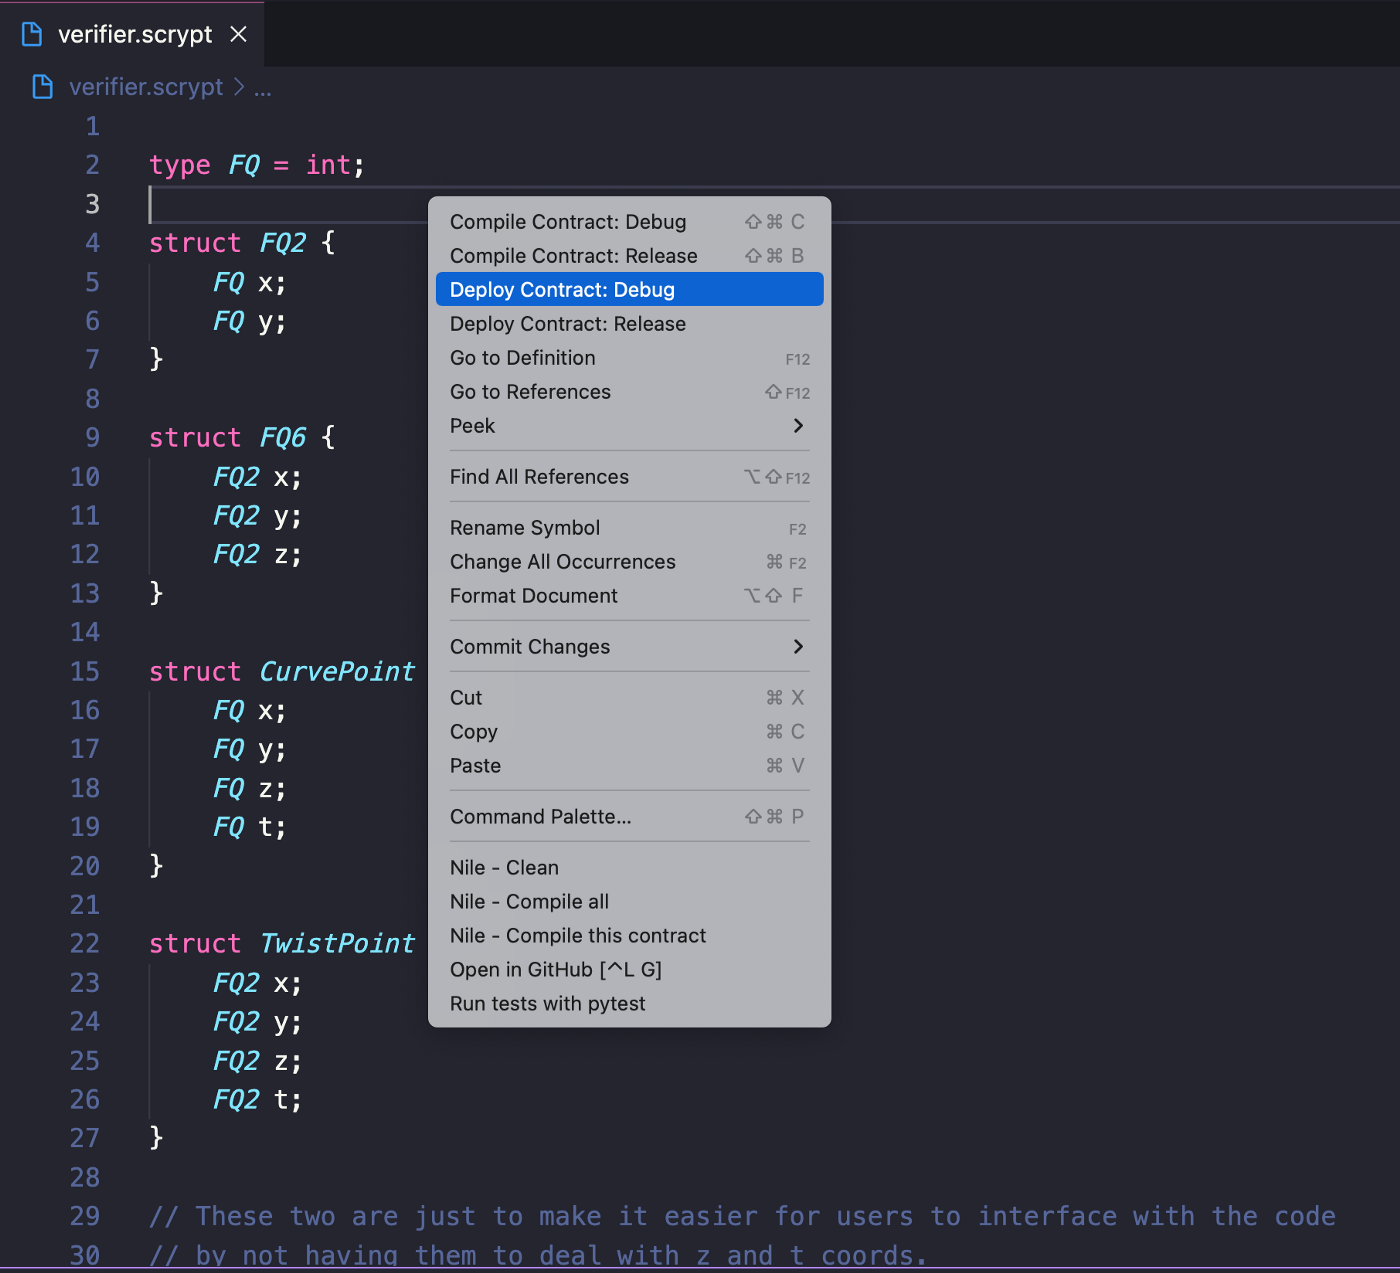 verifier.scrypt
verifier.scrypt > ...
1
2 type FQ = int;
3
4 struct FQ2 {
5 FQ x;
6 FQ y;
7 }
8
9 struct FQ6 {
10 FQ2 x;
11 FQ2 y;
12 FQ2 z;
13 }
14
15 struct CurvePoint
16 FQ x;
17 FQ y;
18 FQ z;
19 FQ t;
20 }
21
22 struct TwistPoint
23 FQ2 x;
24 FQ2 y;
25 FQ2 z;
26 FQ2 t;
27 }
28
29 // These two are just to make it easier for users to interface with the code
30 // by not having them to deal with z and t coords.
Compile Contract: Debug ⇧⌘ C
Compile Contract: Release ⇧⌘ B
Deploy Contract: Debug
Deploy Contract: Release
Go to Definition F12
Go to References ⇧F12
Peek >
Find All References ⌥⇧F12
Rename Symbol F2
Change All Occurrences ⌘ F2
Format Document ⌥⇧ F
Commit Changes >
Cut ⌘ X
Copy ⌘ C
Paste ⌘ V
Command Palette... ⇧⌘ P
Nile - Clean
Nile - Compile all
Nile - Compile this contract
Open in GitHub [^L G]
Run tests with pytest